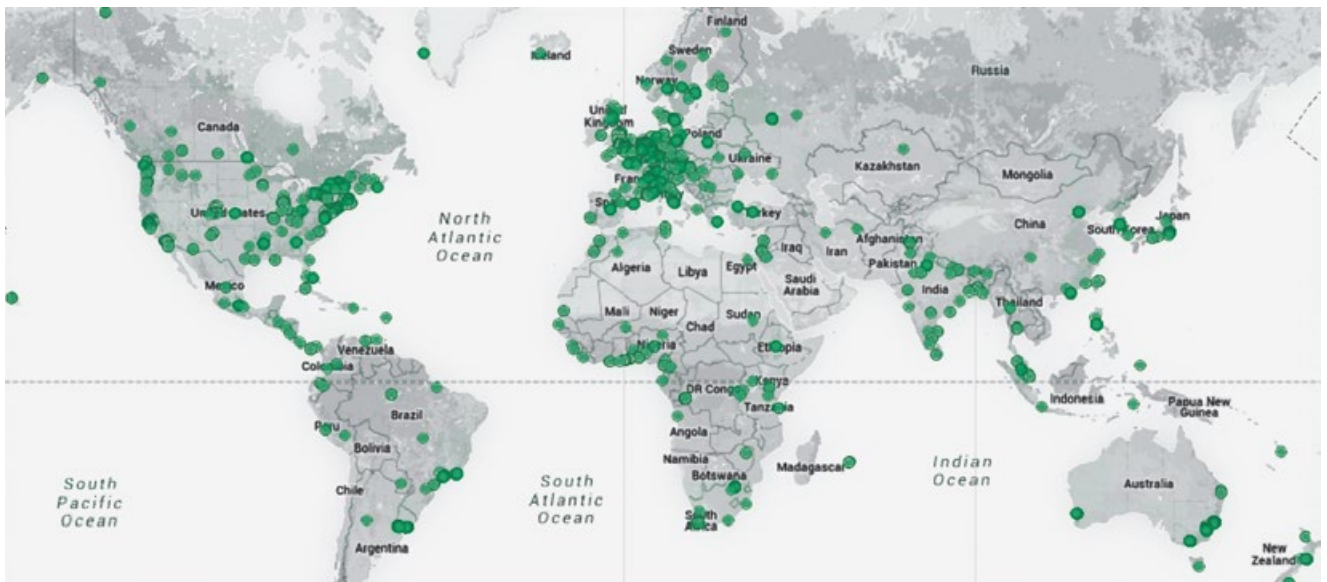 Finland
Iceland
Sweden
Norway
Russia
United
Kingdom
Canada
Poland
Ukraine
Kazakhstan
Mongolia
France
North
Atlantic
Ocean
United States
Turkey
China
Japan
South Korea
Iraq
Iran
Afghanistan
Pakistan
Algeria
Libya
Egypt
Saudi
Arabia
Mexico
India
Mali
Niger
Chad
Sudan
Thailand
Nigeria
Ethiopia
Venezuela
Colombia
DR Congo
Kenya
Tanzania
Indonesia
Papua New
Guinea
Brazil
Peru
Angola
Bolivia
Namibia
Botswana
Madagascar
Indian
Ocean
South
Pacific
Ocean
Chile
South
Atlantic
Ocean
Australia
South
Africa
Argentina
New
Zealand